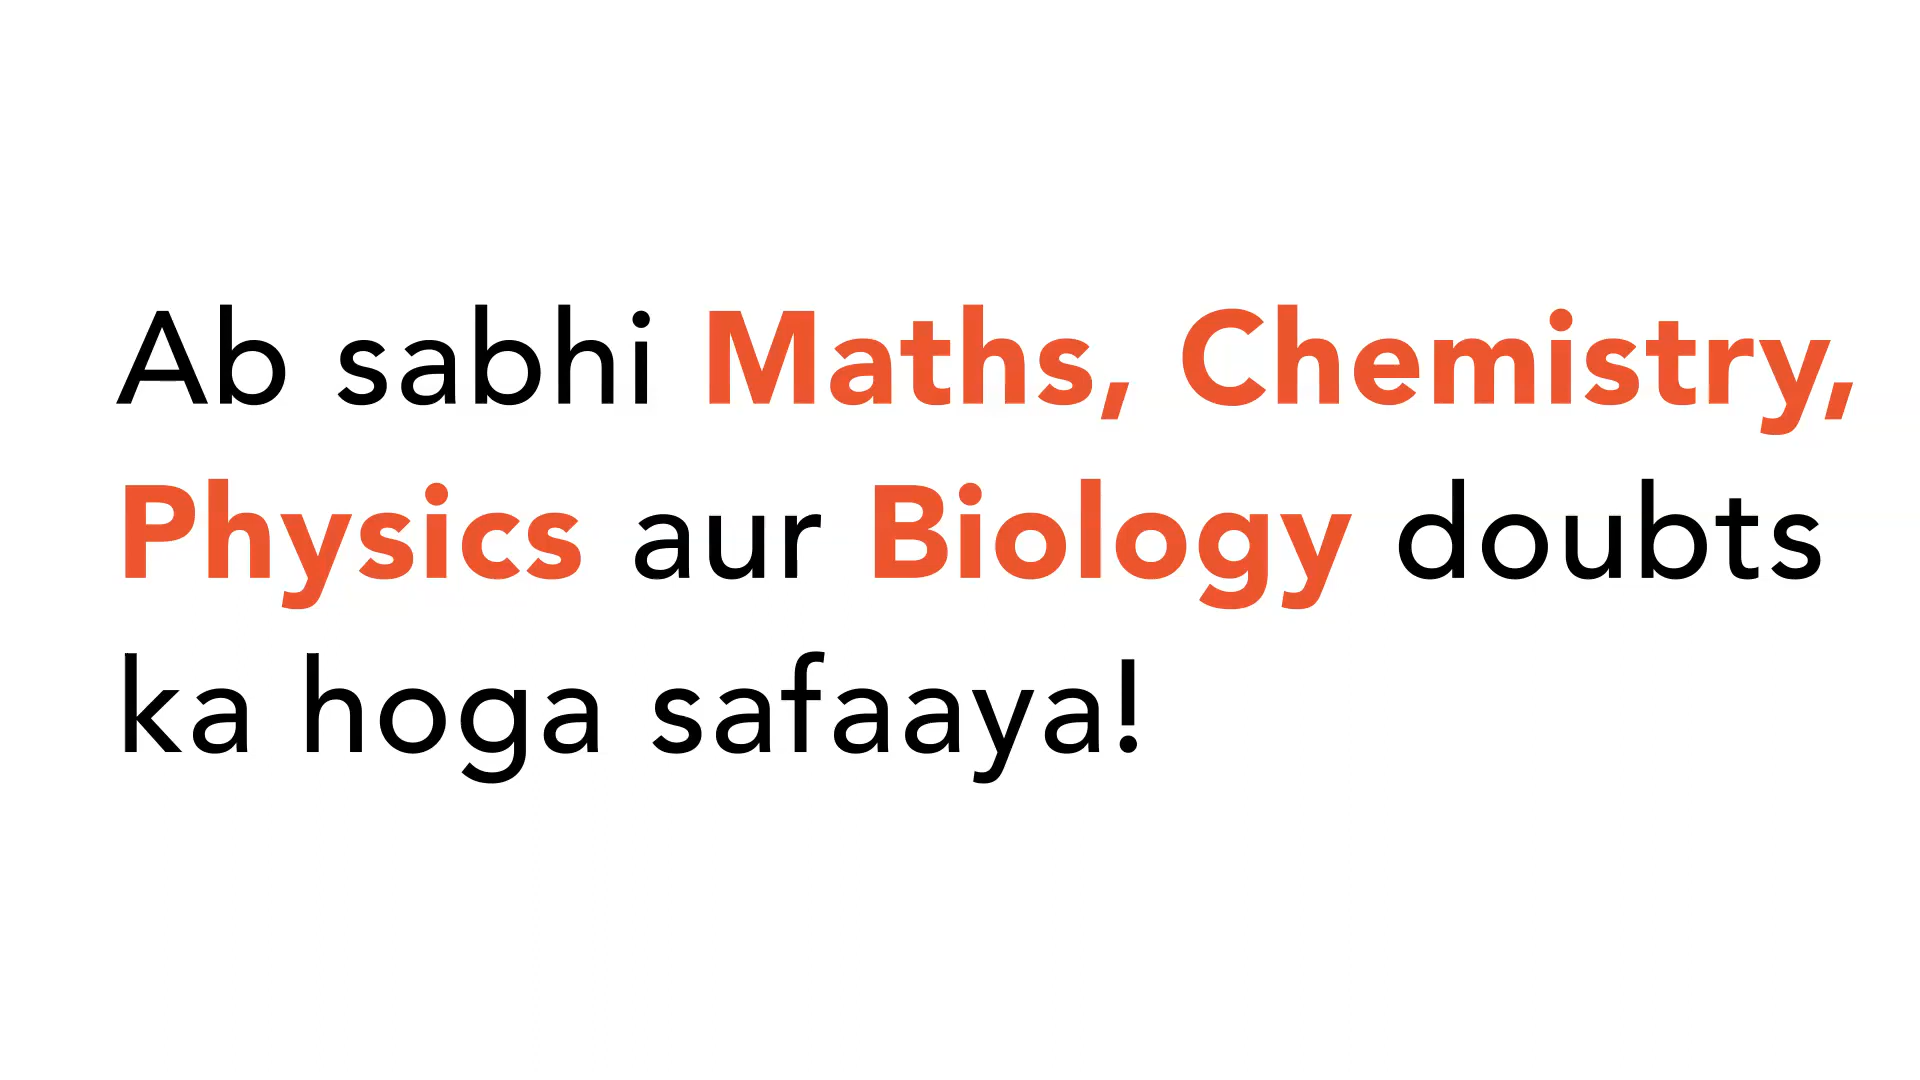 Ab sabhi Maths, Chemistry,
Physics aur Biology doubts
ka hoga safaaya!